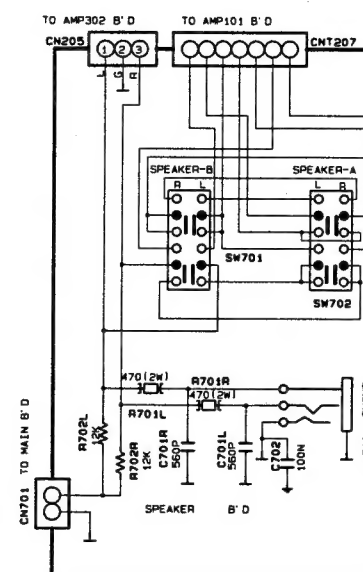 TO AMP302 B'D
TO AMP101 B'D
CN205
1 2 3
CNT207
L G R
SPEAKER-B
SPEAKER-A
R L
L R
SW701
SW702
470(2W)
R701R
470(2W)
R701L
R702L
12K
R702R
12K
C701R
560P
C701L
560P
C702
100N
CN701 TO MAIN B'D
SPEAKER B'D